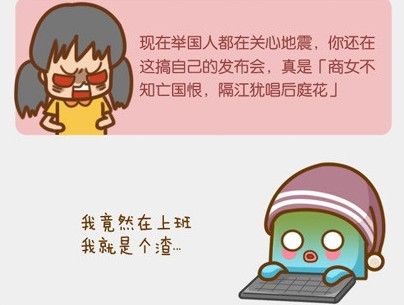 现在举国人都在关心地震，你还在
这搞自己的发布会，真是「商女不
知亡国恨，隔江犹唱后庭花」
我竟然在上班
我就是个渣...